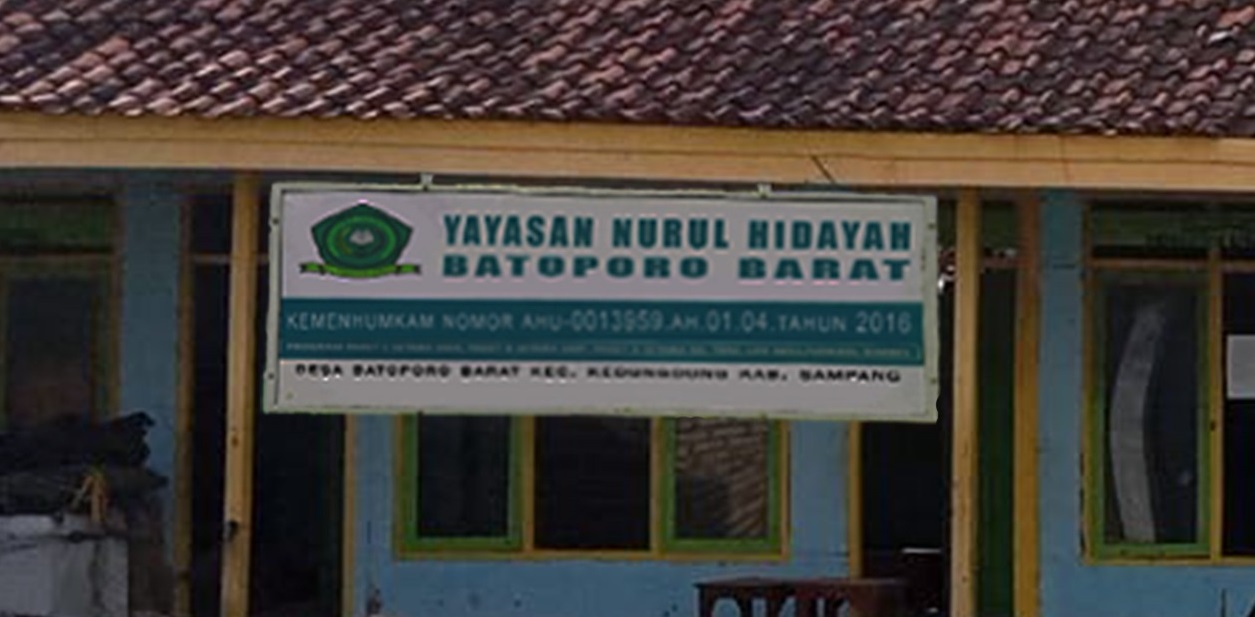 YAYASAN NURUL HIDAYAH
BATOPORO BARAT
KEMENHUMKAM NOMOR AHU-0013959.AH.01.04.TAHUN 2016
DESA BATOPORO BARAT KEC. KEDUNGDUNG KAB. SAMPANG